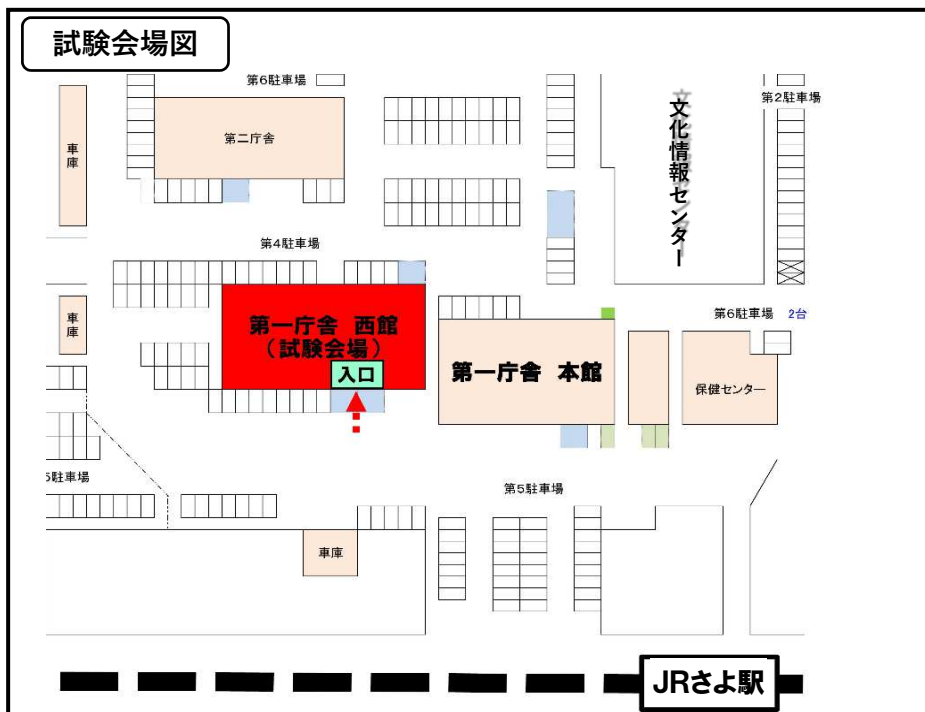 試験会場図
第6駐車場
第2駐車場
車庫
第二庁舎
文化情報センター
第4駐車場
車庫
第一庁舎 西館
(試験会場)
入口
第一庁舎 本館
第6駐車場 2台
保健センター
5駐車場
第5駐車場
車庫
JRさよ駅